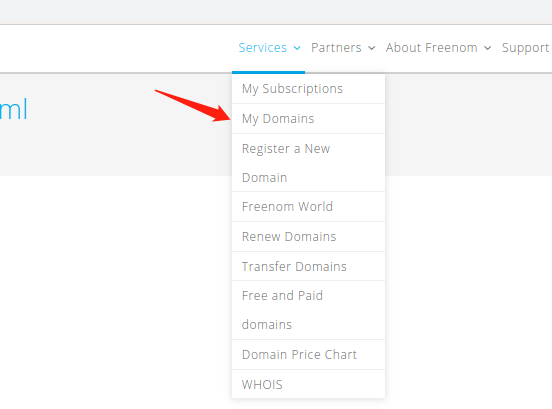 Services Partners About Freenom Support
ml
My Subscriptions
My Domains
Register a New
Domain
Freenom World
Renew Domains
Transfer Domains
Free and Paid
domains
Domain Price Chart
WHOIS